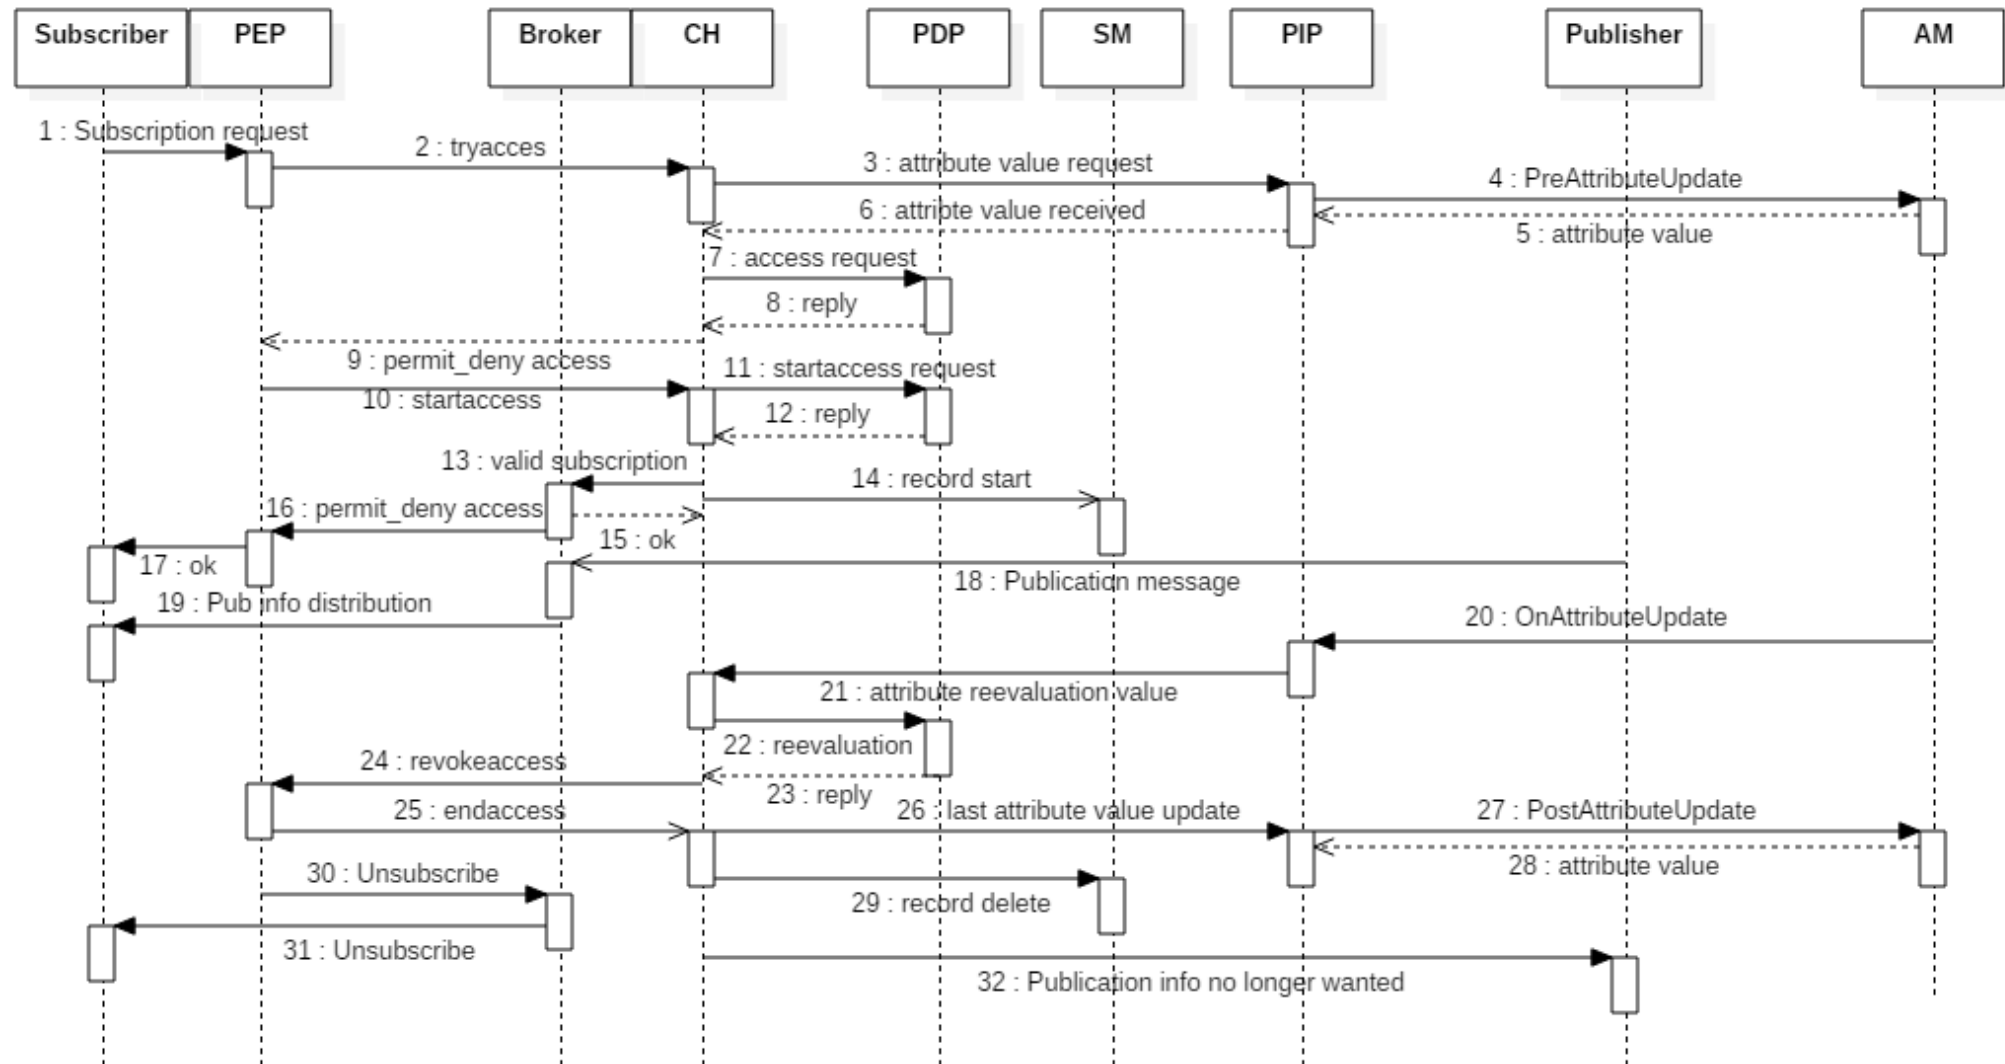 Subscriber
PEP
Broker
CH
PDP
SM
PIP
Publisher
AM
1 : Subscription request
2 : tryacces
3 : attribute value request
4 : PreAttributeUpdate
6 : attribte value received
5 : attribute value
7 : access request
8 : reply
9 : permit_deny access
11 : startaccess request
10 : startaccess
12 : reply
13 : valid subscription
14 : record start
16 : permit_deny access
15 : ok
17 : ok
18 : Publication message
19 : Pub info distribution
20 : OnAttributeUpdate
21 : attribute reevaluation value
22 : reevaluation
24 : revokeaccess
23 : reply
25 : endaccess
26 : last attribute value update
27 : PostAttributeUpdate
28 : attribute value
30 : Unsubscribe
29 : record delete
31 : Unsubscribe
32 : Publication info no longer wanted